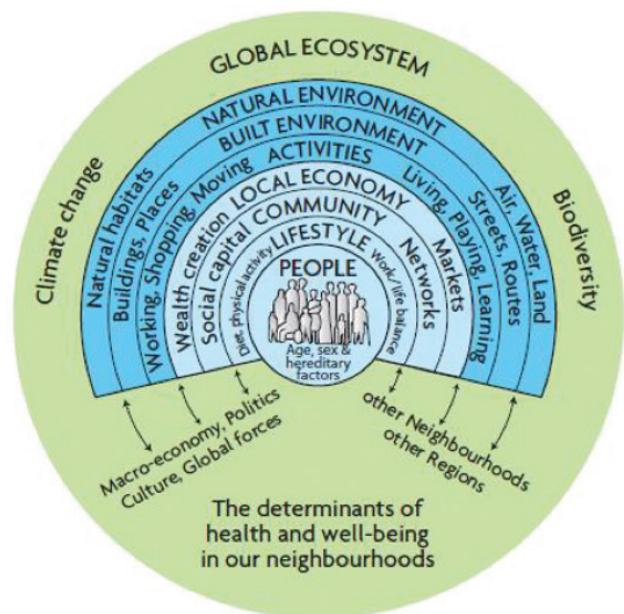 GLOBAL ECOSYSTEM
Climate change
Biodiversity
NATURAL ENVIRONMENT
Natural habitats
Air, Water, Land
BUILT ENVIRONMENT
Buildings, Places
Streets, Routes
ACTIVITIES
Working, Shopping, Moving
Living, Playing, Learning
LOCAL ECONOMY
Wealth creation
Markets
COMMUNITY
Social capital
Networks
LIFESTYLE
Diet, physical activity
Work/life balance
PEOPLE
Age, sex &
hereditary
factors
Macro-economy, Politics
Culture, Global forces
other Neighbourhoods
other Regions
The determinants of
health and well-being
in our neighbourhoods